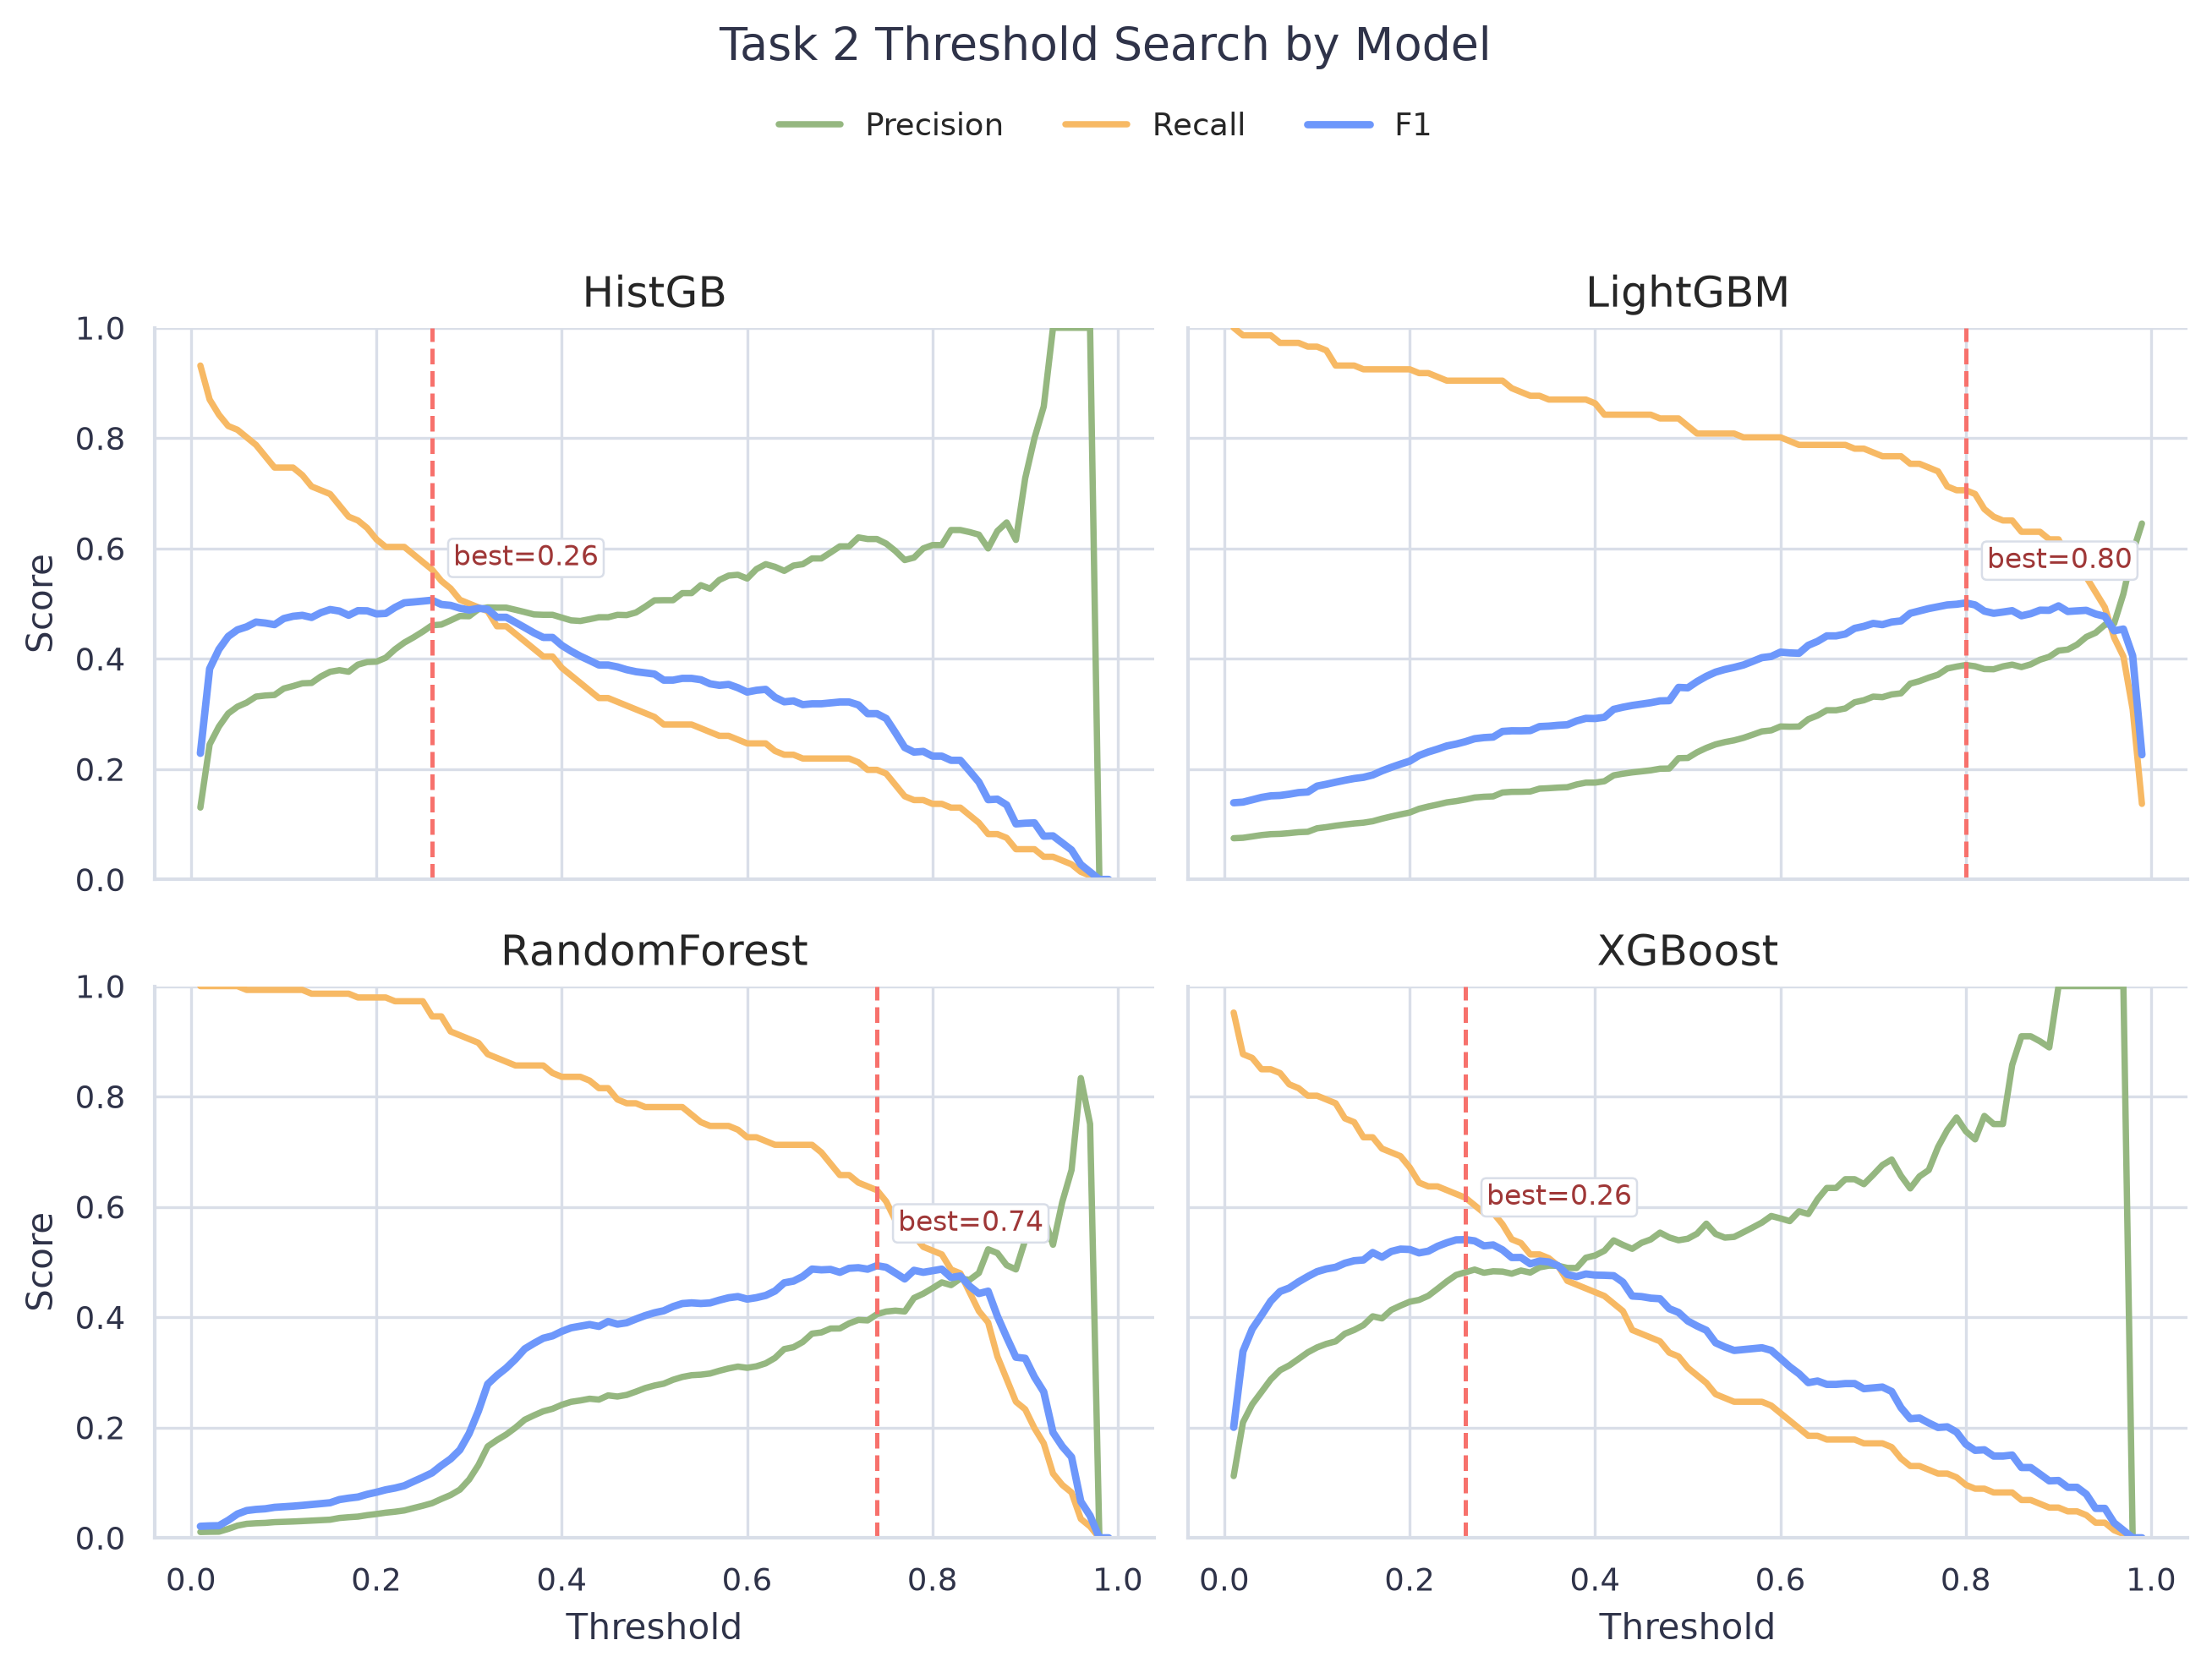 Task 2 Threshold Search by Model
Precision Recall F1
HistGB
1.0
0.8
0.6
0.4
0.2
0.0
Score
best=0.26
LightGBM
best=0.80
RandomForest
1.0
0.8
0.6
0.4
0.2
0.0
Score
best=0.74
0.0 0.2 0.4 0.6 0.8 1.0
Threshold
XGBoost
best=0.26
0.0 0.2 0.4 0.6 0.8 1.0
Threshold